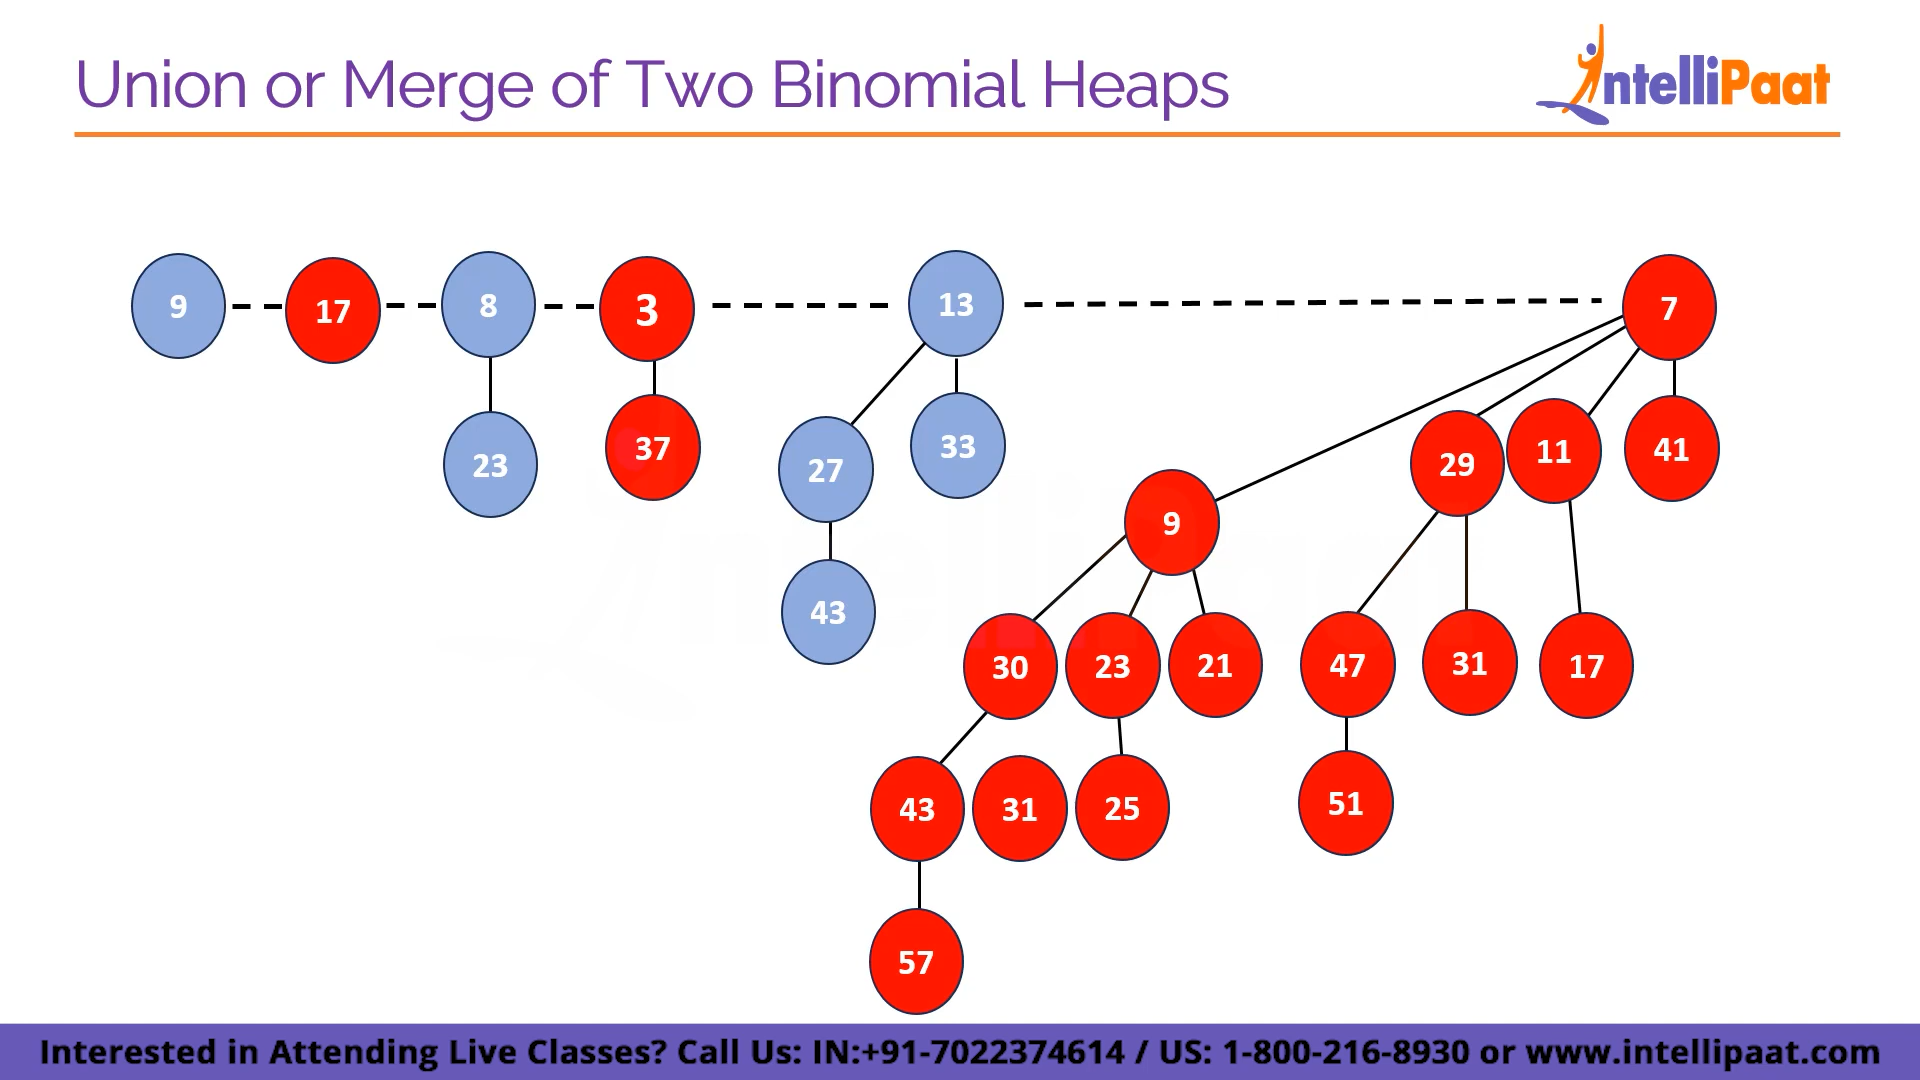 Union or Merge of Two Binomial Heaps
IntelliPaat
9 17 8 3 13 7
23 37 27 33 9 29 11 41
43 30 23 21 47 31 17
43 31 25 51
57
Interested in Attending Live Classes? Call Us: IN:+91-7022374614 / US: 1-800-216-8930 or www.intellipaat.com